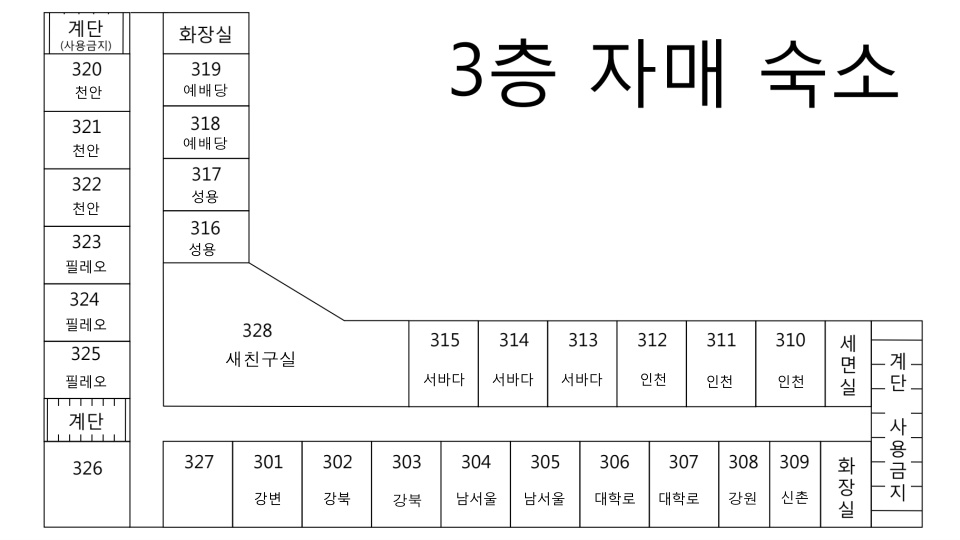 3층 자매 숙소
계단
(사용금지)
320
천안
321
천안
322
천안
323
필레오
324
필레오
325
필레오
계단
326
화장실
319
예배당
318
예배당
317
성용
316
성용
328
새친구실
315
서바다
314
서바다
313
서바다
312
인천
311
인천
310
인천
세면실
계단 사용금지
327
301
강변
302
강북
303
강북
304
남서울
305
남서울
306
대학로
307
대학로
308
강원
309
신촌
화장실